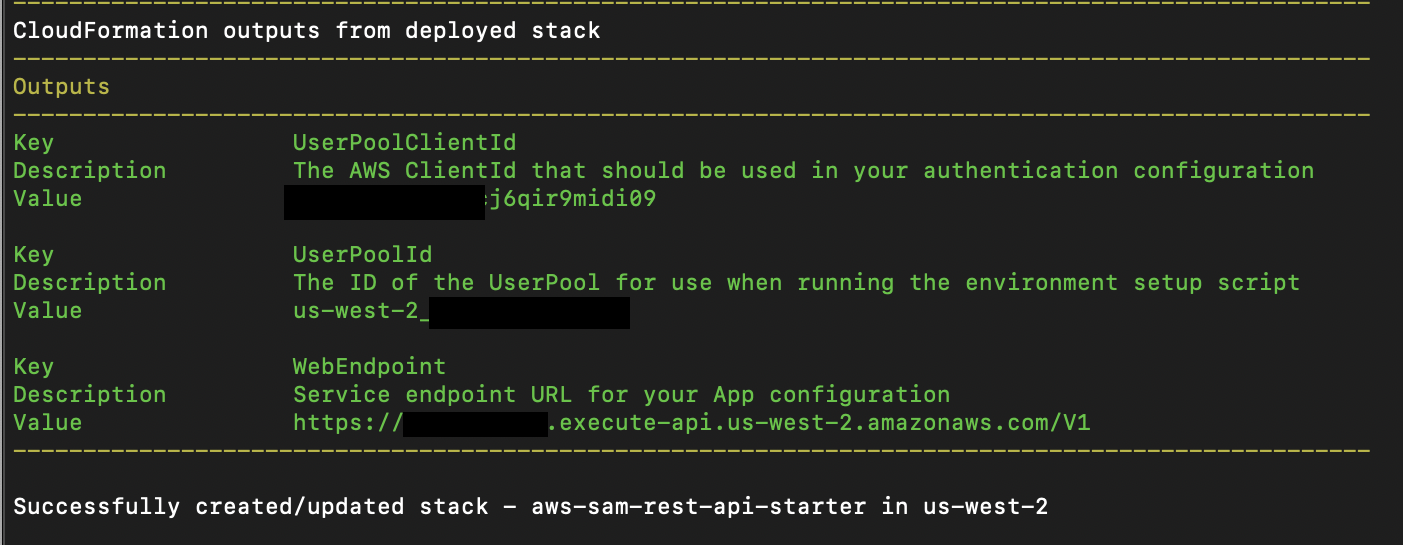 CloudFormation outputs from deployed stack
Outputs
Key UserPoolClientId
Description The AWS ClientId that should be used in your authentication configuration
Value j6qir9midi09
Key UserPoolId
Description The ID of the UserPool for use when running the environment setup script
Value us-west-2_
Key WebEndpoint
Description Service endpoint URL for your App configuration
Value https:// .execute-api.us-west-2.amazonaws.com/V1
Successfully created/updated stack - aws-sam-rest-api-starter in us-west-2